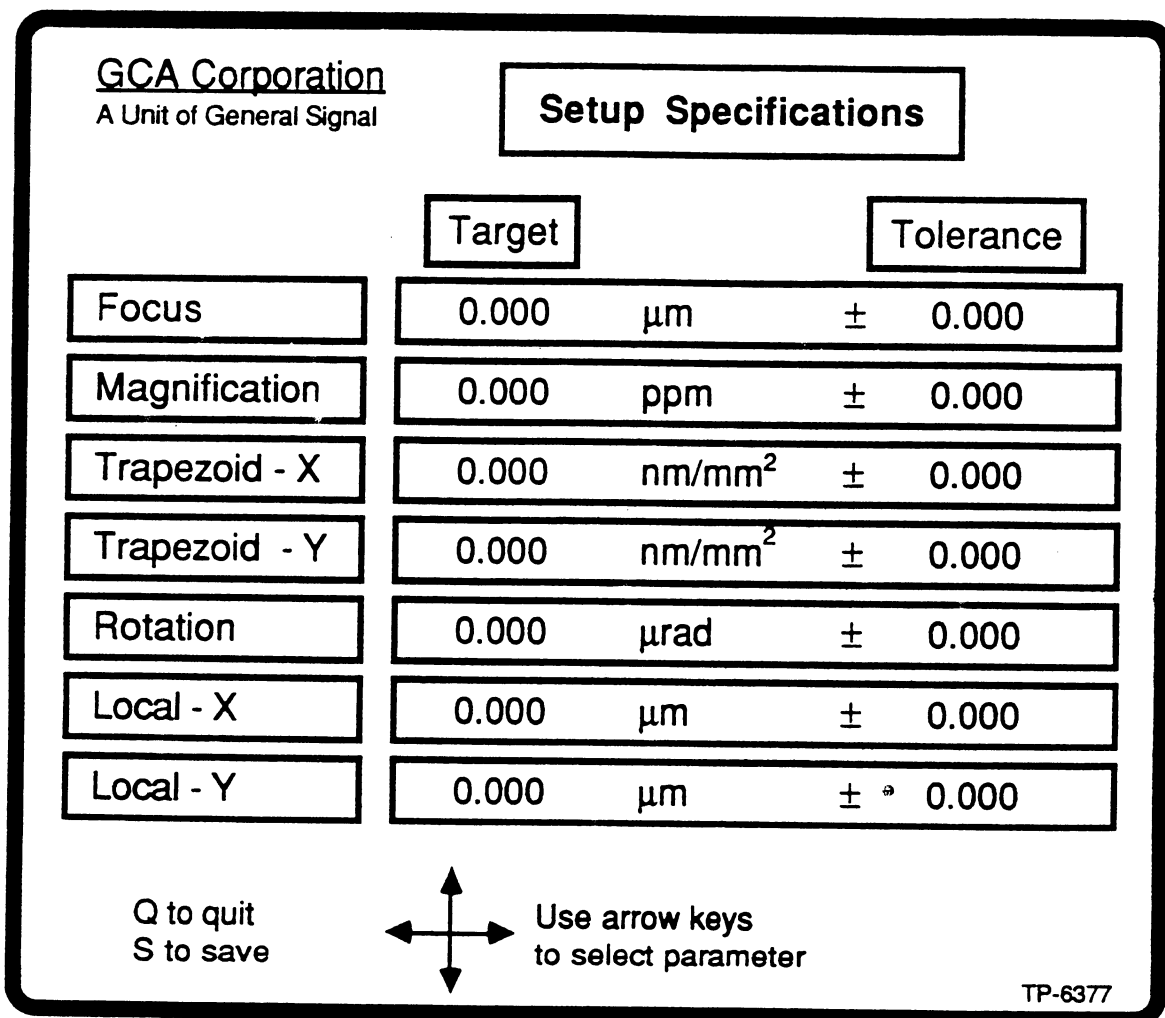 GCA Corporation
A Unit of General Signal
Setup Specifications
Target Tolerance
Focus 0.000 μm ± 0.000
Magnification 0.000 ppm ± 0.000
Trapezoid - X 0.000 nm/mm² ± 0.000
Trapezoid - Y 0.000 nm/mm² ± 0.000
Rotation 0.000 μrad ± 0.000
Local - X 0.000 μm ± 0.000
Local - Y 0.000 μm ± 0.000
Q to quit
S to save
Use arrow keys
to select parameter
TP-6377